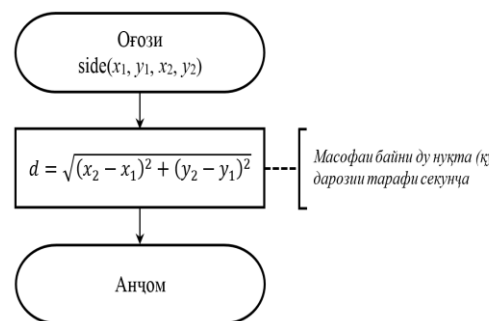 Оғози
side(x₁, y₁, x₂, y₂)
d = √((x₂ − x₁)² + (y₂ − y₁)²)
Масофаи байни ду нуқта
дарозии тарафи секунҷа
Анҷом